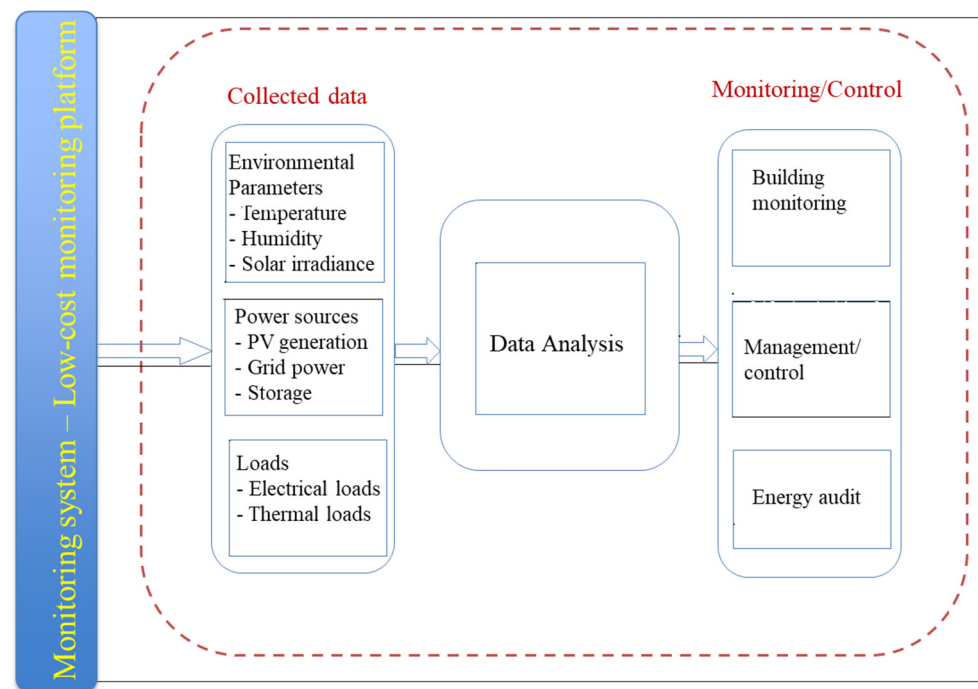 Monitoring system – Low-cost monitoring platform
Collected data
Environmental
Parameters
- Temperature
- Humidity
- Solar irradiance
Power sources
- PV generation
- Grid power
- Storage
Loads
- Electrical loads
- Thermal loads
Data Analysis
Monitoring/Control
Building
monitoring
Management/
control
Energy audit